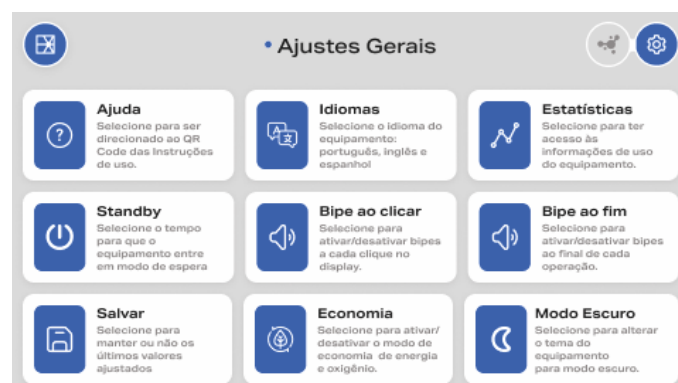 Ajustes Gerais
Ajuda
Selecione para ser
direcionado ao QR
Code das Instruções
de uso.
Idiomas
Selecione o idioma do
equipamento:
português, inglês e
espanhol
Estatísticas
Selecione para ter
acesso às
informações de uso
do equipamento.
Standby
Selecione o tempo
para que o
equipamento entre
em modo de espera
Bipe ao clicar
Selecione para
ativar/desativar bipes
a cada clique no
display.
Bipe ao fim
Selecione para
ativar/desativar bipes
ao final de cada
operação.
Salvar
Selecione para
manter ou não os
últimos valores
ajustados
Economia
Selecione para ativar/
desativar o modo de
economia de energia
e oxigênio.
Modo Escuro
Selecione para alterar
o tema do
equipamento
para modo escuro.